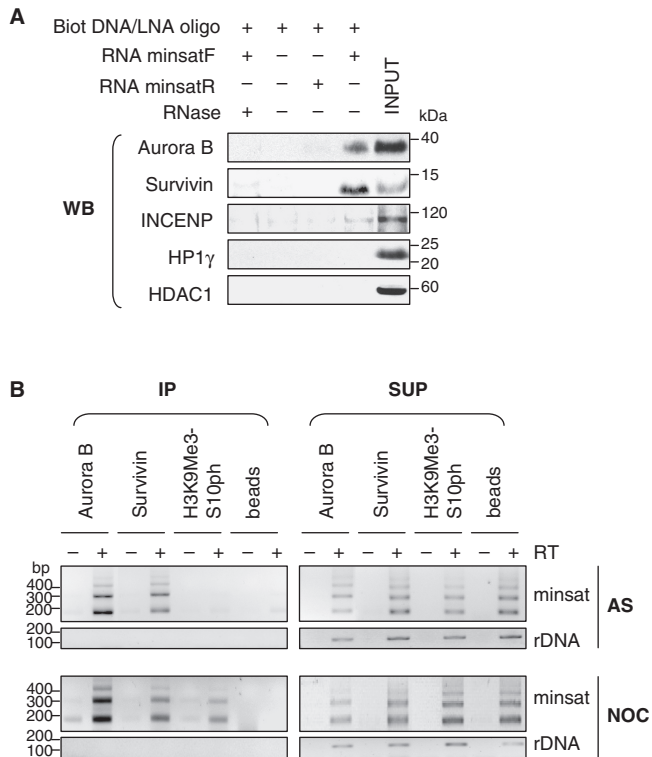 A
Biot DNA/LNA oligo + + + +
RNA minsatF + − − +
RNA minsatR − − + −
RNase + − − −
INPUT
kDa
WB
Aurora B
40
Survivin
15
INCENP
120
HP1γ
25
20
HDAC1
60
B
IP SUP
Aurora B Survivin H3K9Me3-S10ph beads Aurora B Survivin H3K9Me3-S10ph beads
− + − + − + − + − + − + − + − + RT
bp
400
300
200
minsat
AS
200
100
rDNA
400
300
200
minsat
NOC
200
100
rDNA